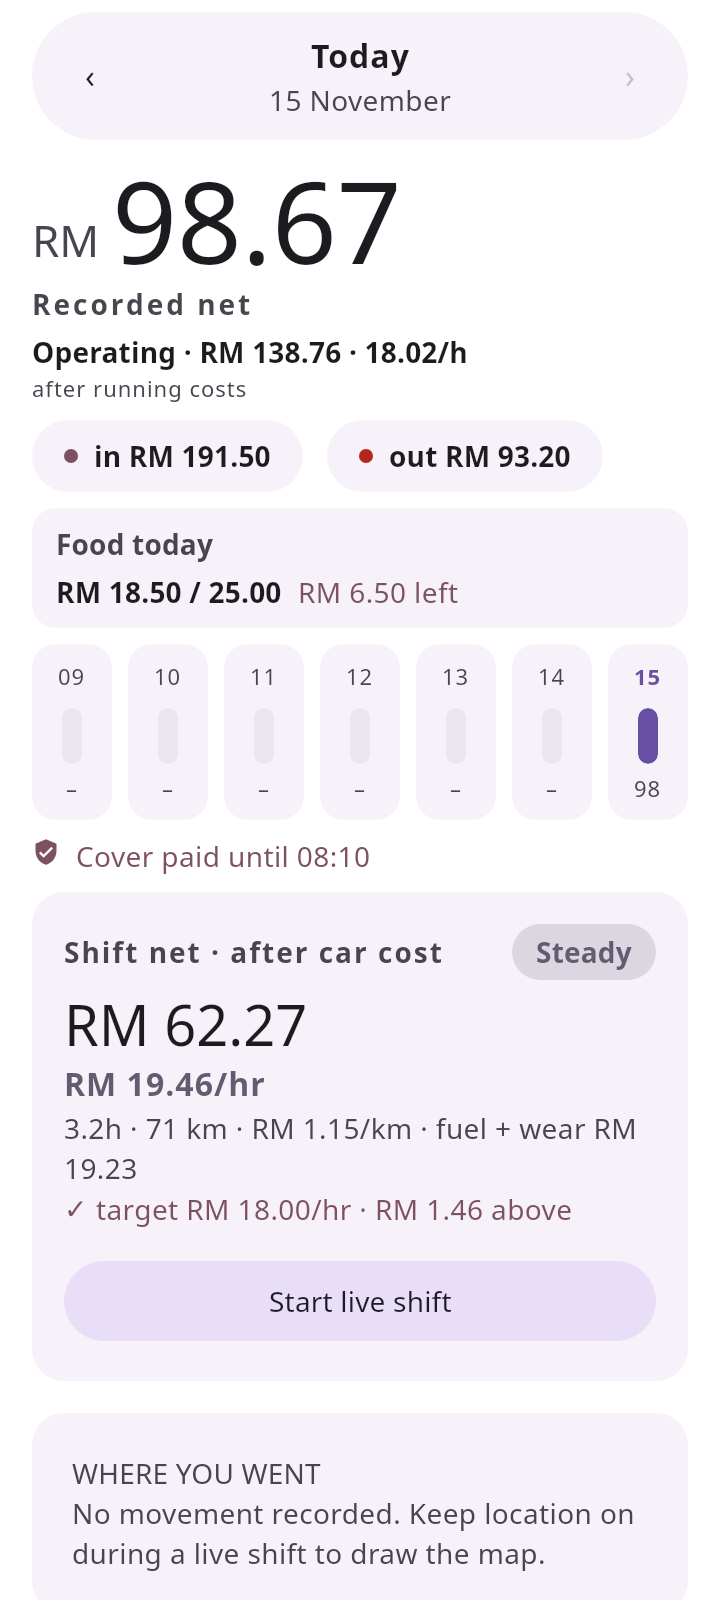 ‹
Today
›
15 November
RM 98.67
Recorded net
Operating · RM 138.76 · 18.02/h
after running costs
in RM 191.50
out RM 93.20
Food today
RM 18.50 / 25.00 RM 6.50 left
09 10 11 12 13 14 15
– – – – – – 98
Cover paid until 08:10
Shift net · after car cost
Steady
RM 62.27
RM 19.46/hr
3.2h · 71 km · RM 1.15/km · fuel + wear RM
19.23
✓ target RM 18.00/hr · RM 1.46 above
Start live shift
WHERE YOU WENT
No movement recorded. Keep location on
during a live shift to draw the map.